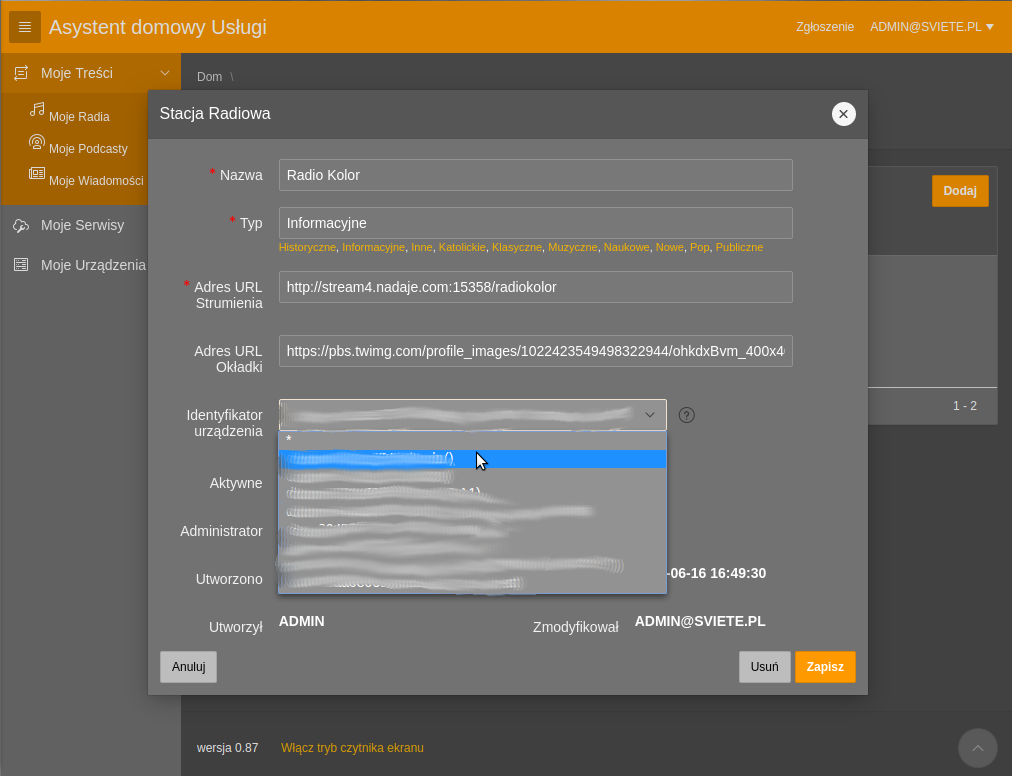 Asystent domowy Usługi
Zgłoszenie ADMIN@SVIETE.PL
Moje Treści
Dom \
Moje Radia
Moje Podcasty
Moje Wiadomości
Moje Serwisy
Moje Urządzenia
Stacja Radiowa
* Nazwa Radio Kolor
* Typ Informacyjne
Historyczne, Informacyjne, Inne, Katolickie, Klasyczne, Muzyczne, Naukowe, Nowe, Pop, Publiczne
* Adres URL
Strumienia
http://stream4.nadaje.com:15358/radiokolor
Adres URL
Okładki
https://pbs.twimg.com/profile_images/1022423549498322944/ohkdxBvm_400x4
Identyfikator
urządzenia
?
*
Aktywne
Administrator
Utworzono
-06-16 16:49:30
Utworzył ADMIN Zmodyfikował ADMIN@SVIETE.PL
Anuluj Usuń Zapisz
Dodaj
1 - 2
wersja 0.87 Włącz tryb czytnika ekranu